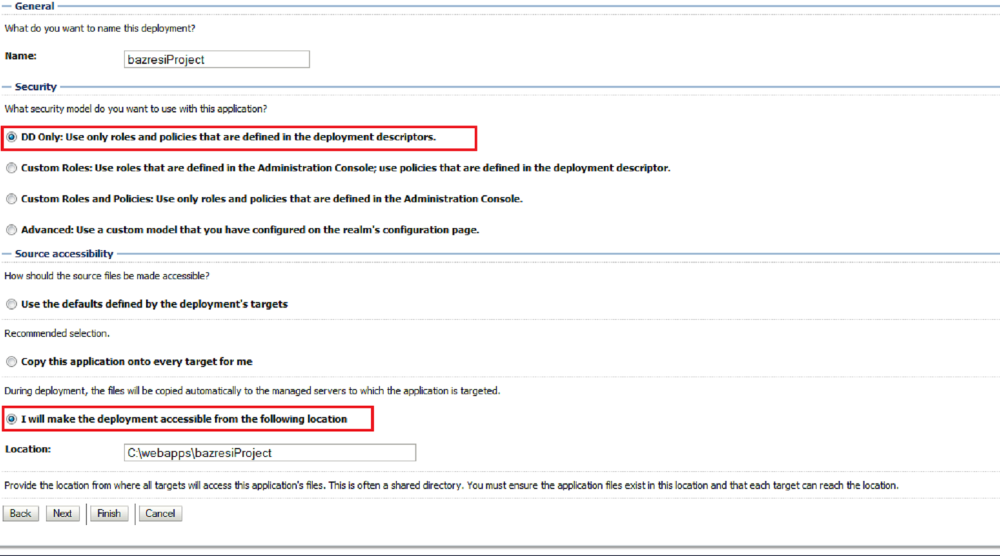 General
What do you want to name this deployment?
Name: bazresiProject
Security
What security model do you want to use with this application?
DD Only: Use only roles and policies that are defined in the deployment descriptors.
Custom Roles: Use roles that are defined in the Administration Console; use policies that are defined in the deployment descriptor.
Custom Roles and Policies: Use only roles and policies that are defined in the Administration Console.
Advanced: Use a custom model that you have configured on the realm's configuration page.
Source accessibility
How should the source files be made accessible?
Use the defaults defined by the deployment's targets
Recommended selection.
Copy this application onto every target for me
During deployment, the files will be copied automatically to the managed servers to which the application is targeted.
I will make the deployment accessible from the following location
Location: C:\webapps\bazresiProject
Provide the location from where all targets will access this application's files. This is often a shared directory. You must ensure the application files exist in this location and that each target can reach the location.
Back Next Finish Cancel